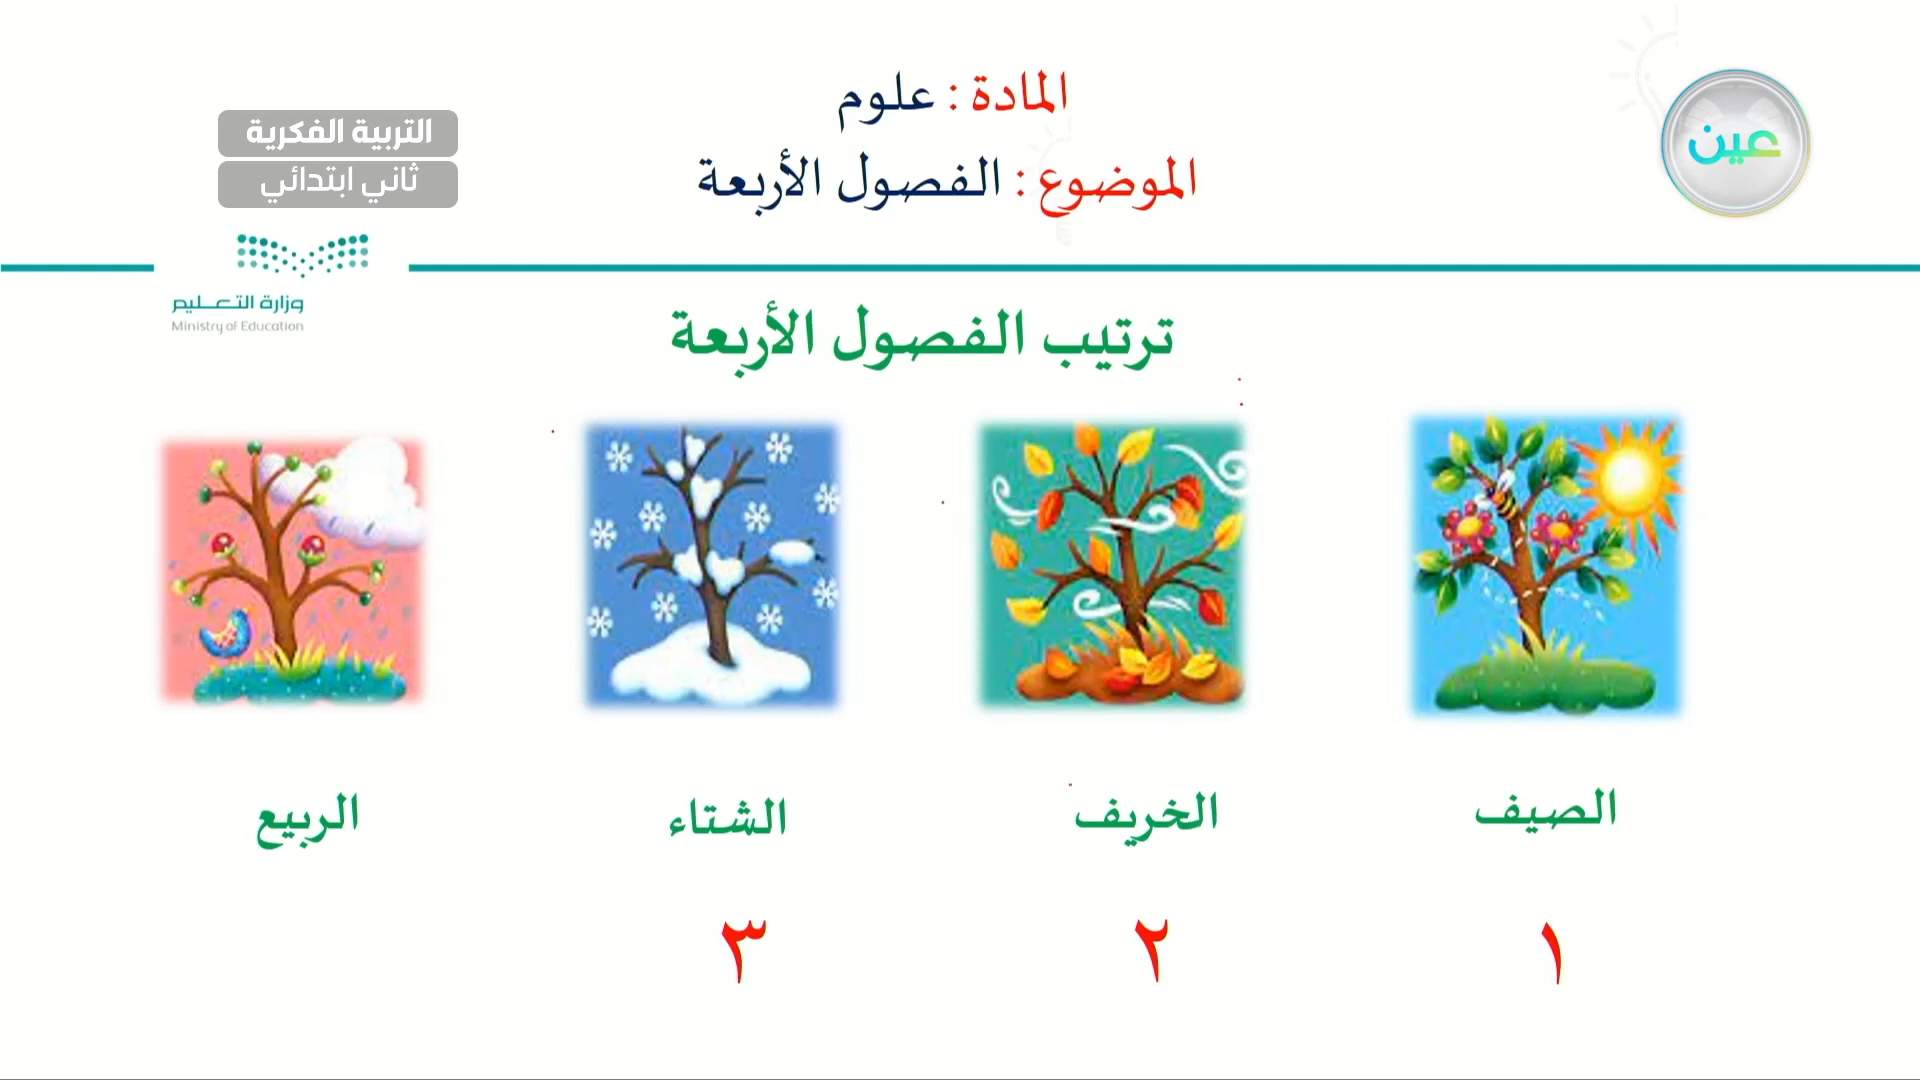 المادة : علوم
الموضوع : الفصول الأربعة
عين
التربية الفكرية
ثاني ابتدائي
وزارة التعليم
Ministry of Education
ترتيب الفصول الأربعة
الصيف
الخريف
الشتاء
الربيع
١
٢
٣